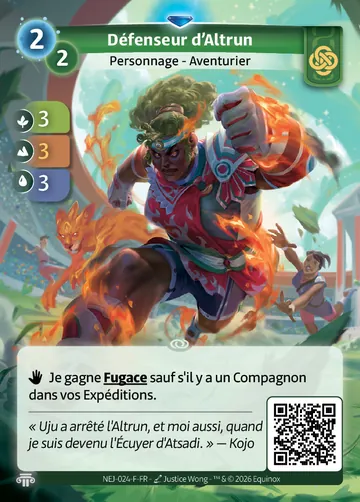 2
2
Défenseur d'Altrun
Personnage - Aventurier
3
3
3
Je gagne Fugace sauf s'il y a un Compagnon
dans vos Expéditions.
« Uju a arrêté l'Altrun, et moi aussi, quand
je suis devenu l'Écuyer d'Atsadi. » — Kojo
NEJ-024-F-FR - Justice Wong - ™ & © 2026 Equinox